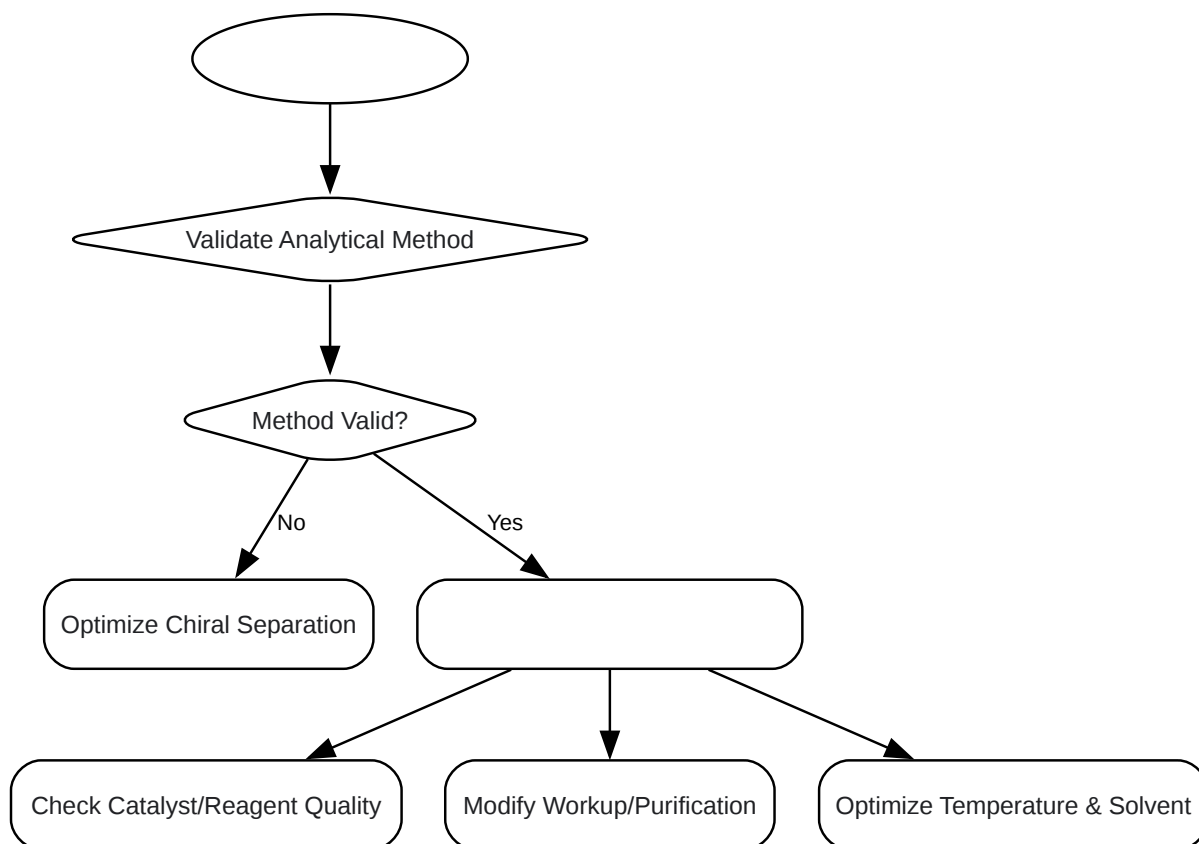 Validate Analytical Method
Method Valid?
No
Yes
Optimize Chiral Separation
Check Catalyst/Reagent Quality
Modify Workup/Purification
Optimize Temperature & Solvent